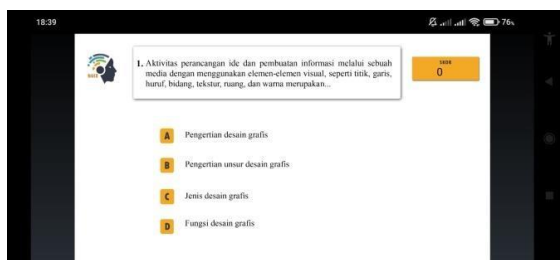 18:39
76%
1. Aktivitas perancangan ide dan pembuatan informasi melalui sebuah
media dengan menggunakan elemen-elemen visual, seperti titik, garis,
huruf, bidang, tekstur, ruang, dan warna merupakan...
0
A Pengertian desain grafis
B Pengertian unsur desain grafis
C Jenis desain grafis
D Fungsi desain grafis